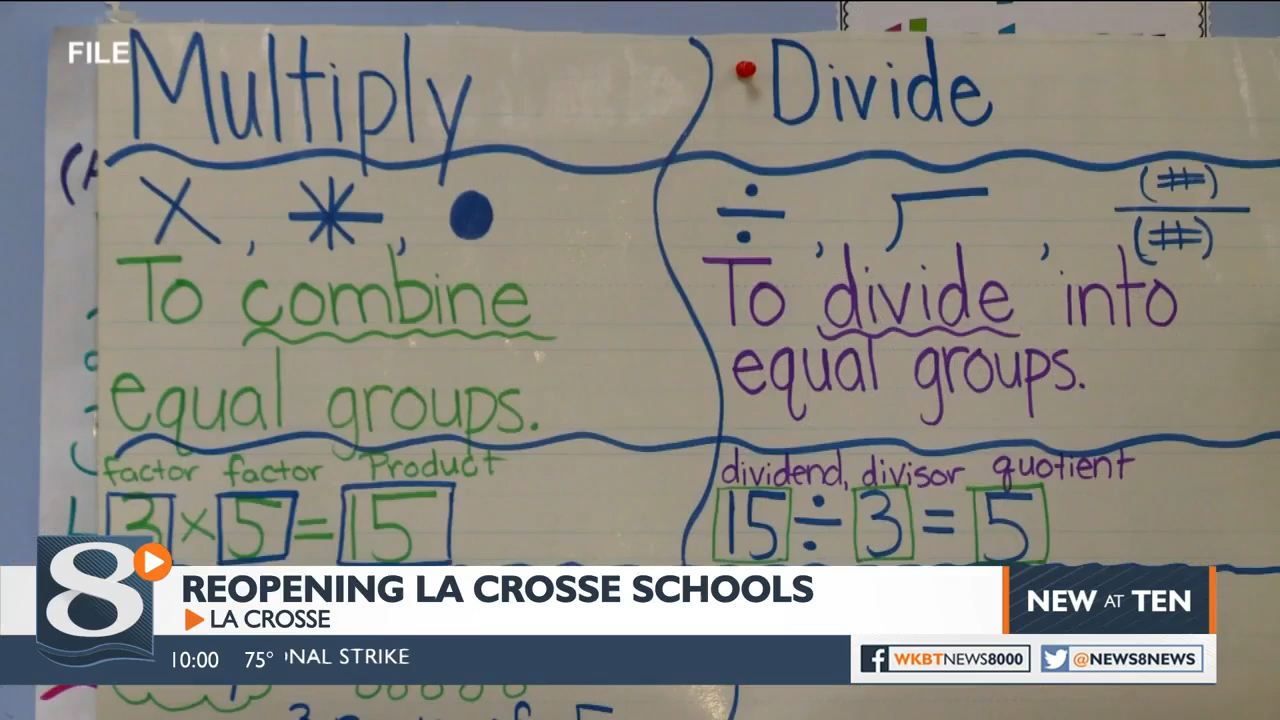 FILE
Multiply
Divide
×, *, ●
÷, ⟌, (#)/(#)
To combine
equal groups.
To divide into
equal groups.
factor factor Product
3 × 5 = 15
dividend, divisor quotient
15 ÷ 3 = 5
8
REOPENING LA CROSSE SCHOOLS
LA CROSSE
NEW AT TEN
10:00 75° NAL STRIKE
WKBTNEWS8000
@NEWS8NEWS